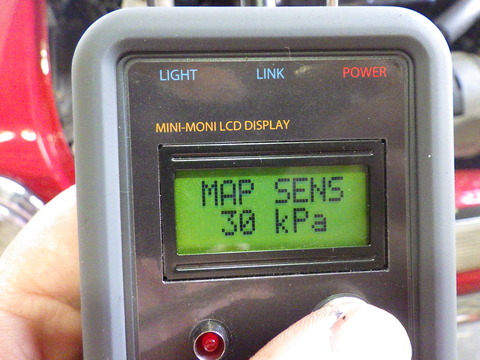 LIGHT LINK POWER
MINI-MONI LCD DISPLAY
MAP SENS
30 kPa